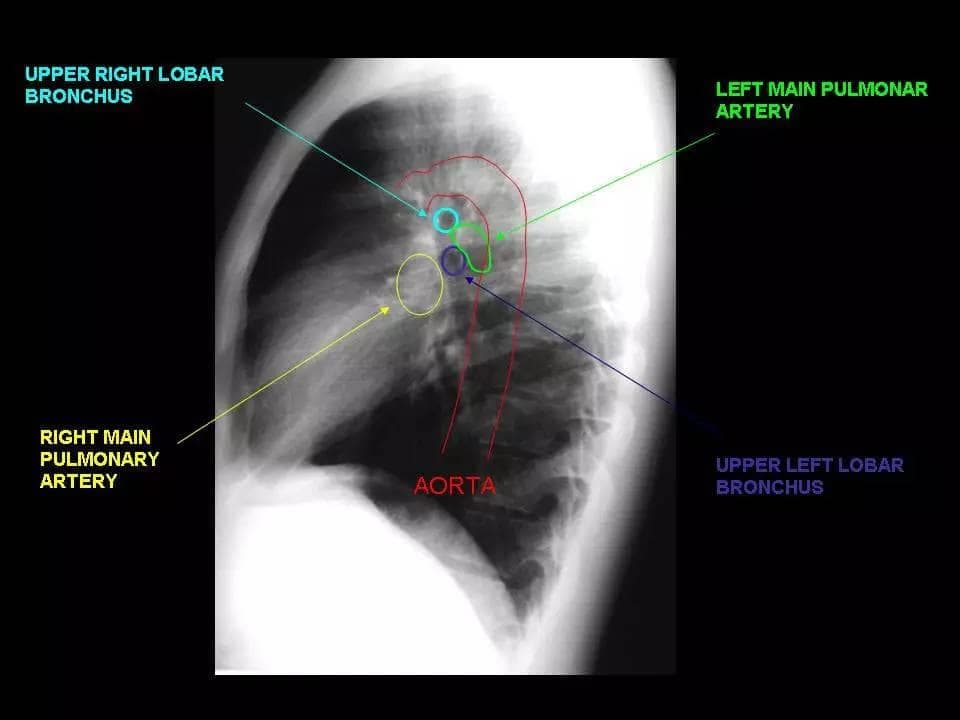 UPPER RIGHT LOBAR
BRONCHUS
LEFT MAIN PULMONAR
ARTERY
RIGHT MAIN
PULMONARY
ARTERY
AORTA
UPPER LEFT LOBAR
BRONCHUS